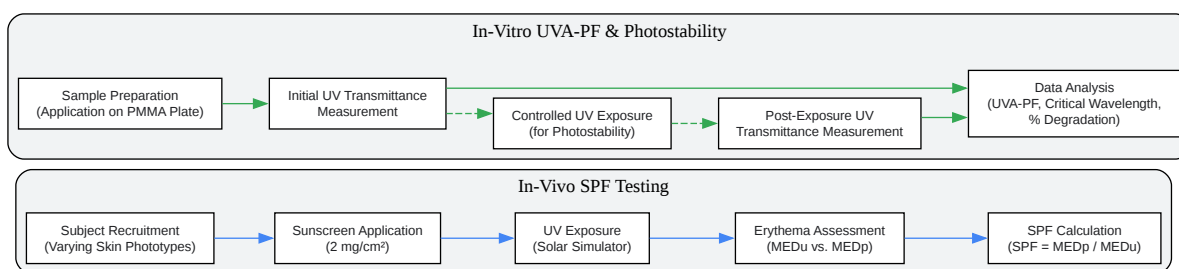 In-Vitro UVA-PF & Photostability
Sample Preparation
(Application on PMMA Plate)
Initial UV Transmittance
Measurement
Controlled UV Exposure
(for Photostability)
Post-Exposure UV
Transmittance Measurement
Data Analysis
(UVA-PF, Critical Wavelength,
% Degradation)
In-Vivo SPF Testing
Subject Recruitment
(Varying Skin Phototypes)
Sunscreen Application
(2 mg/cm²)
UV Exposure
(Solar Simulator)
Erythema Assessment
(MEDu vs. MEDp)
SPF Calculation
(SPF = MEDp / MEDu)